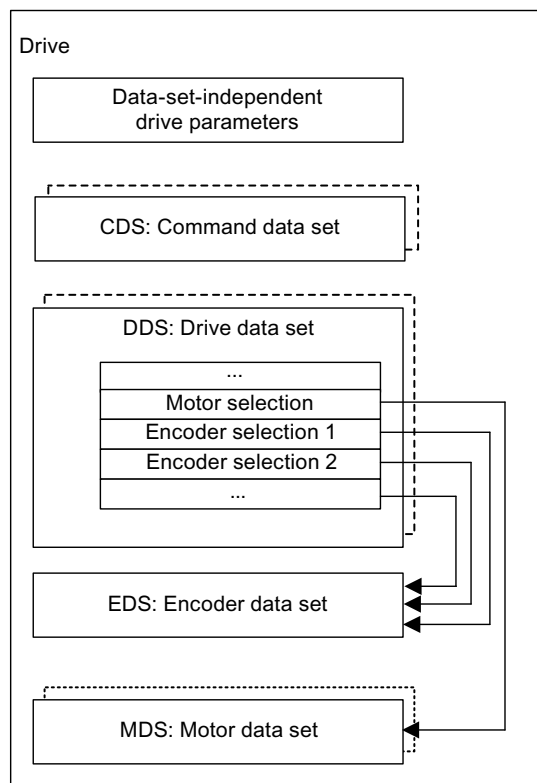 Drive
Data-set-independent
drive parameters
CDS: Command data set
DDS: Drive data set
...
Motor selection
Encoder selection 1
Encoder selection 2
...
EDS: Encoder data set
MDS: Motor data set